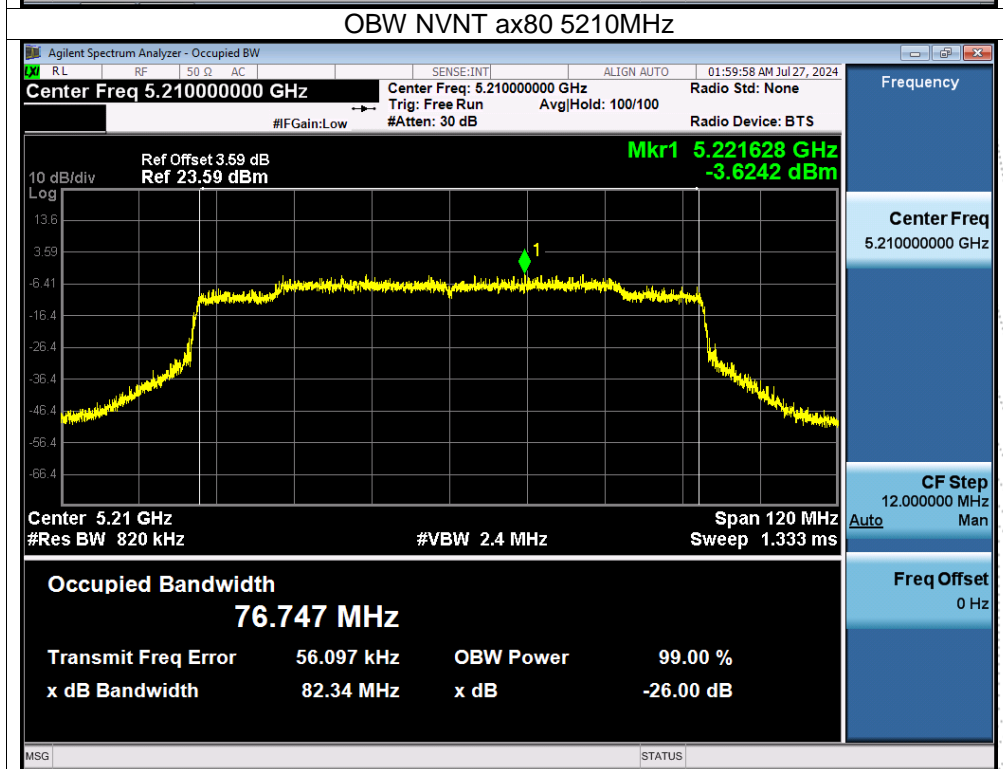 OBW NVNT ax80 5210MHz
Agilent Spectrum Analyzer - Occupied BW
LXI RL RF 50 Ω AC SENSE:INT ALIGN AUTO 01:59:58 AM Jul 27, 2024
Center Freq 5.210000000 GHz
Center Freq: 5.210000000 GHz Radio Std: None
Trig: Free Run Avg|Hold: 100/100
#IFGain:Low #Atten: 30 dB Radio Device: BTS
Frequency
Mkr1 5.221628 GHz
-3.6242 dBm
Ref Offset 3.59 dB
10 dB/div Ref 23.59 dBm
Log
13.6
3.59
-6.41
-16.4
-26.4
-36.4
-46.4
-56.4
-66.4
1
Center 5.21 GHz Span 120 MHz
#Res BW 820 kHz #VBW 2.4 MHz Sweep 1.333 ms
Center Freq
5.210000000 GHz
CF Step
12.000000 MHz
Auto Man
Freq Offset
0 Hz
Occupied Bandwidth
76.747 MHz
Transmit Freq Error 56.097 kHz OBW Power 99.00 %
x dB Bandwidth 82.34 MHz x dB -26.00 dB
MSG STATUS